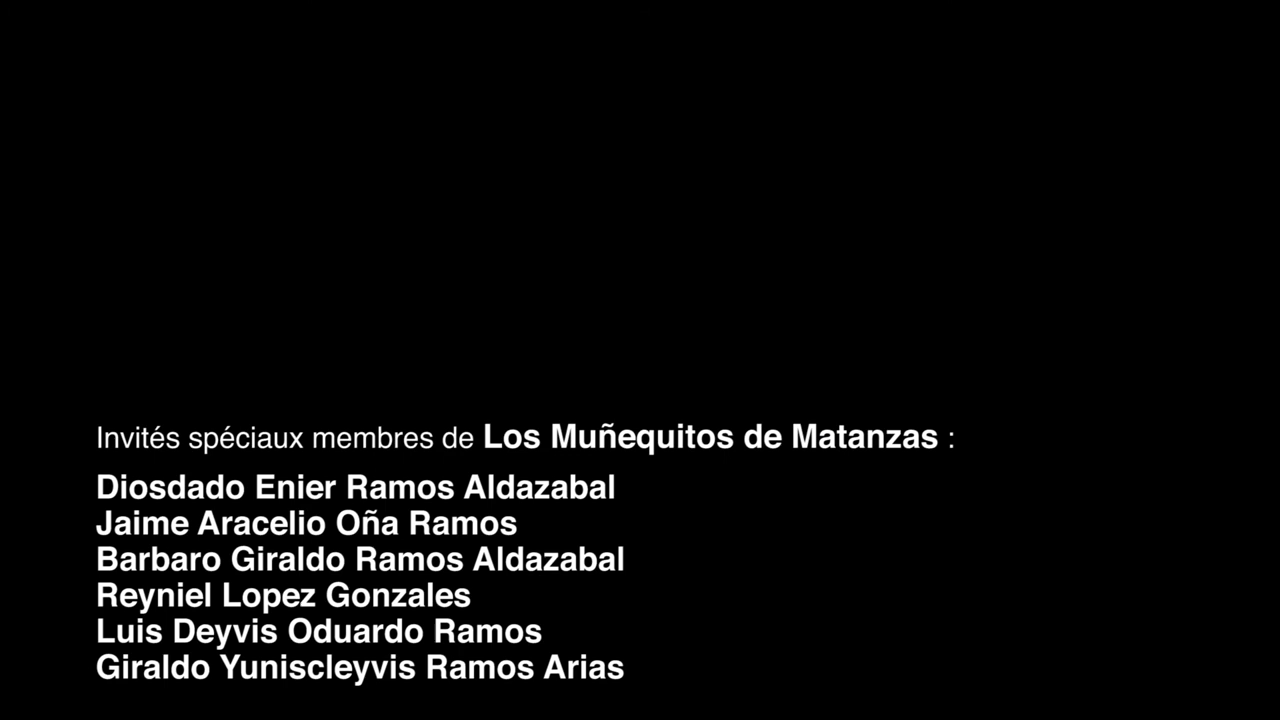 Invités spéciaux membres de Los Muñequitos de Matanzas :
Diosdado Enier Ramos Aldazabal
Jaime Aracelio Oña Ramos
Barbaro Giraldo Ramos Aldazabal
Reyniel Lopez Gonzales
Luis Deyvis Oduardo Ramos
Giraldo Yuniscleyvis Ramos Arias